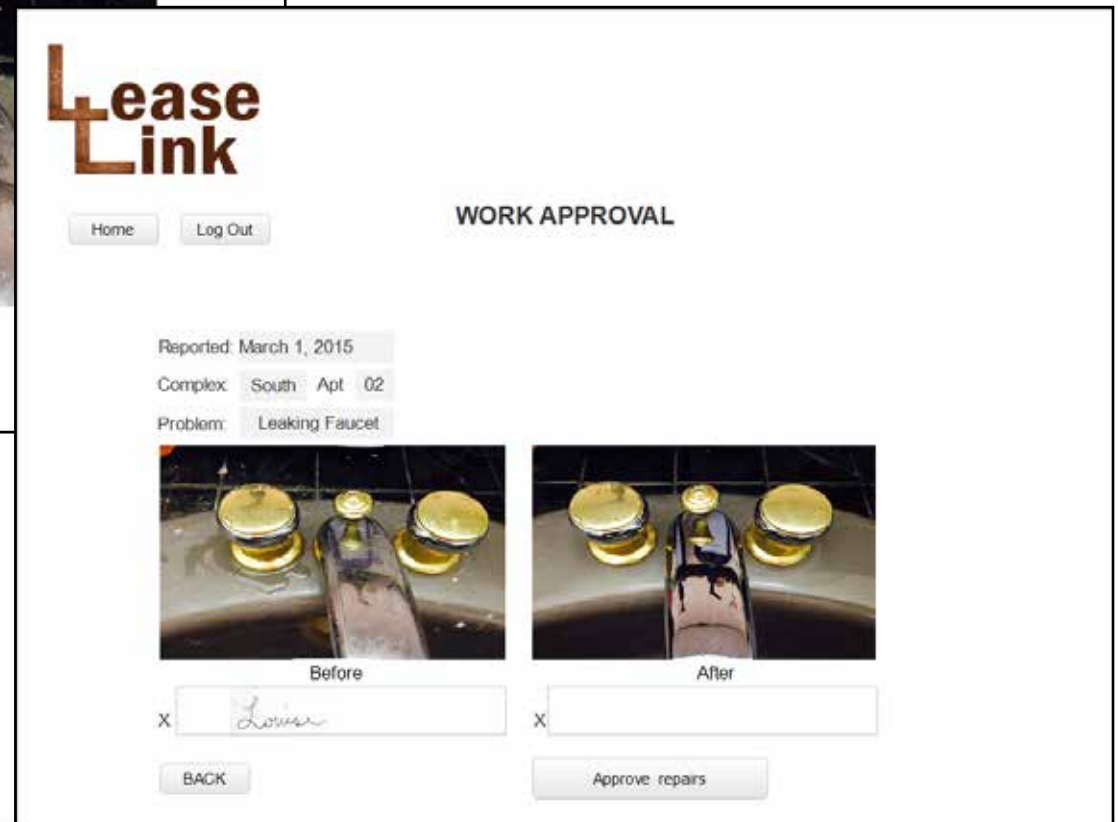 Lease
Link
Home Log Out
WORK APPROVAL
Reported: March 1, 2015
Complex: South Apt 02
Problem: Leaking Faucet
Before After
X Louise X
BACK Approve repairs